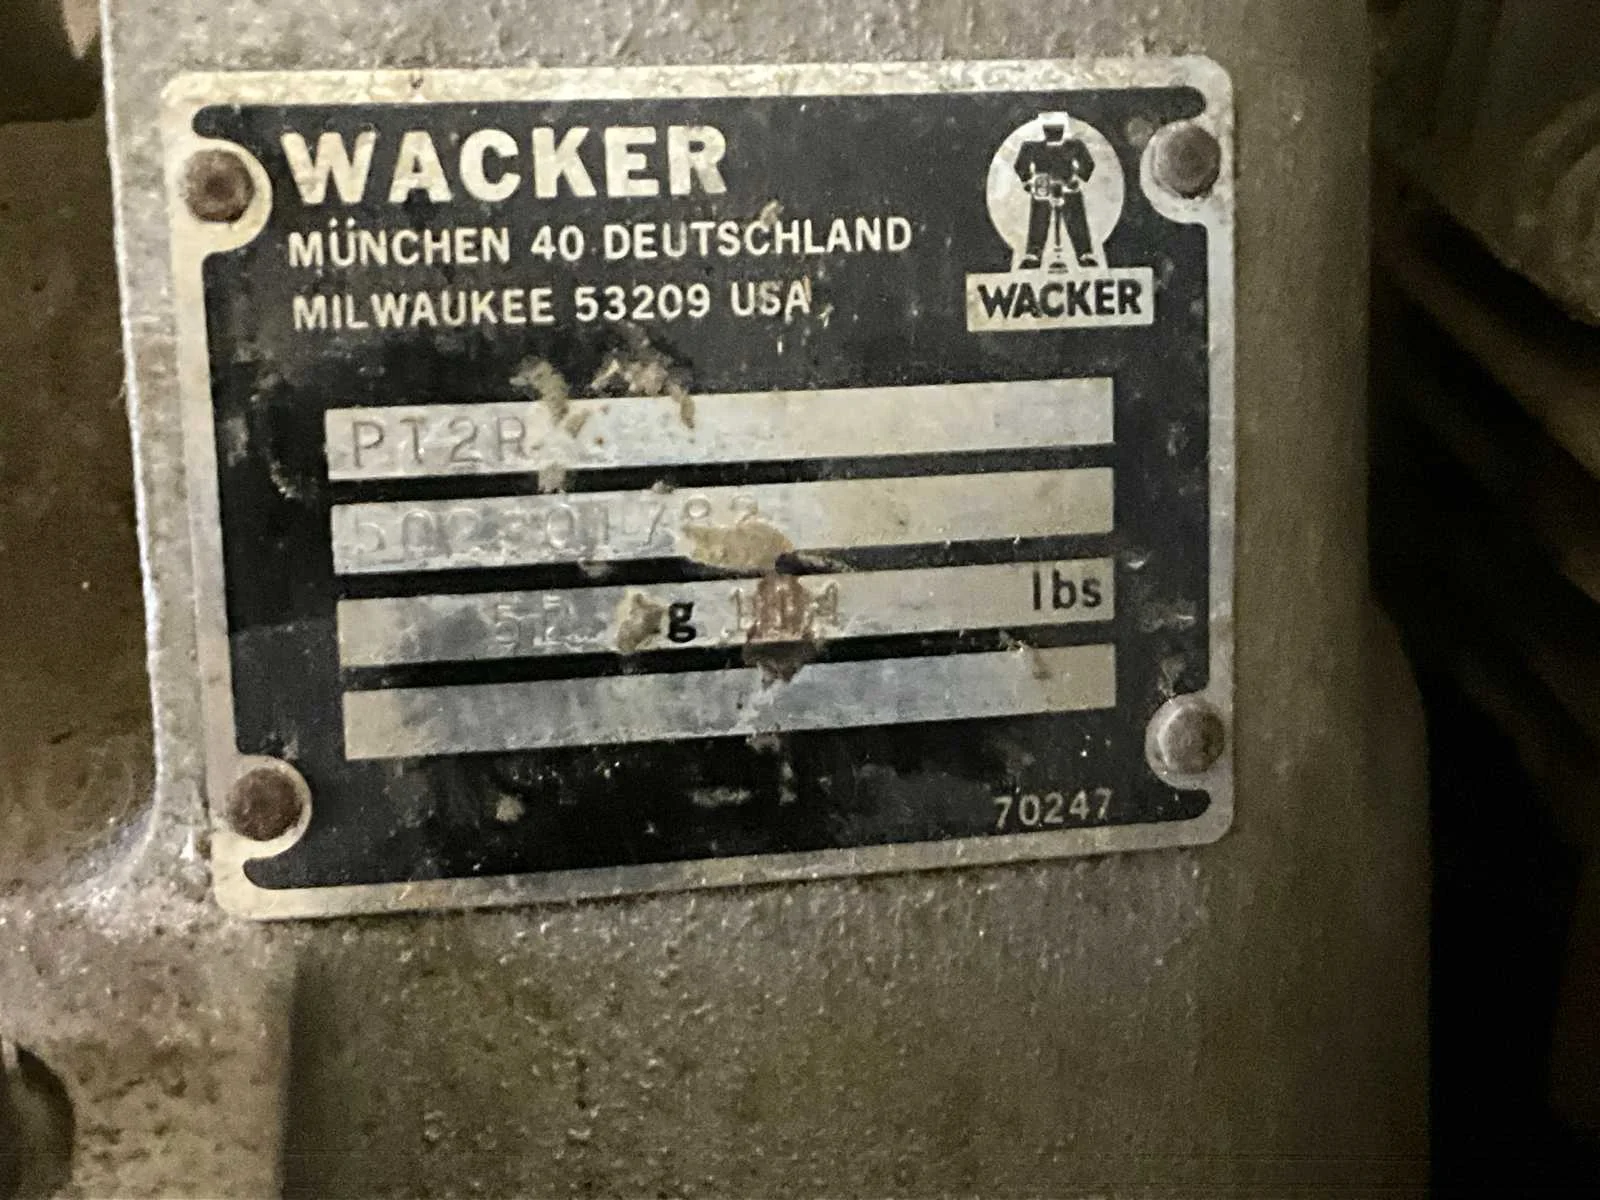 WACKER
MÜNCHEN 40 DEUTSCHLAND
MILWAUKEE 53209 USA
WACKER
PT2R
lbs
70247